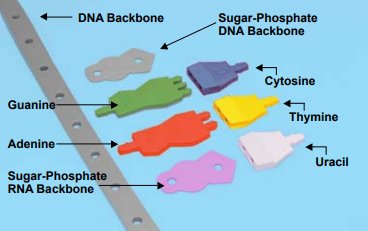 DNA Backbone
Sugar-Phosphate
DNA Backbone
Cytosine
Guanine
Thymine
Adenine
Uracil
Sugar-Phosphate
RNA Backbone